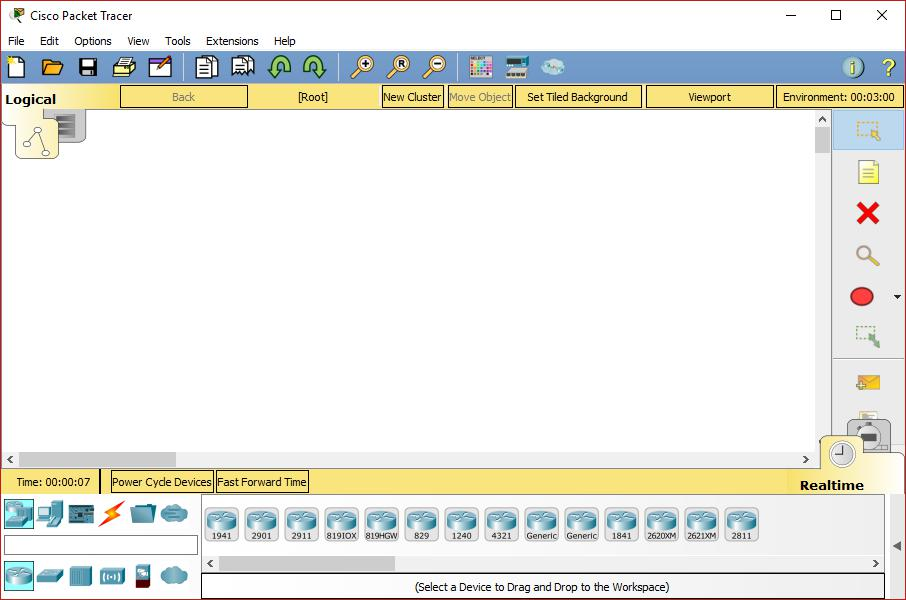 Cisco Packet Tracer
File Edit Options View Tools Extensions Help
Logical Back [Root] New Cluster Move Object Set Tiled Background Viewport Environment: 00:03:00
Time: 00:00:07 Power Cycle Devices Fast Forward Time Realtime
1941 2901 2911 819IOX 819HGW 829 1240 4321 Generic Generic 1841 2620XM 2621XM 2811
(Select a Device to Drag and Drop to the Workspace)